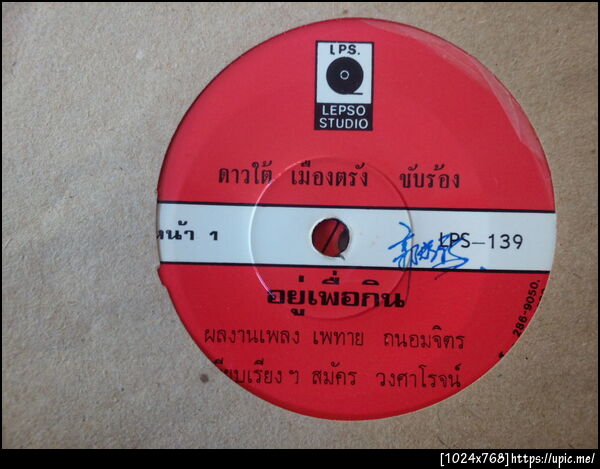 LPS.
LEPSO
STUDIO
ดาวใต้ เมืองตรัง ขับร้อง
หน้า 1
LPS-139
อยู่เพื่อกิน
ผลงานเพลง เพทาย ถนอมจิตร
เรียบเรียงฯ สมัคร วงศาโรจน์
286-9050.
[1024x768]https://upic.me/